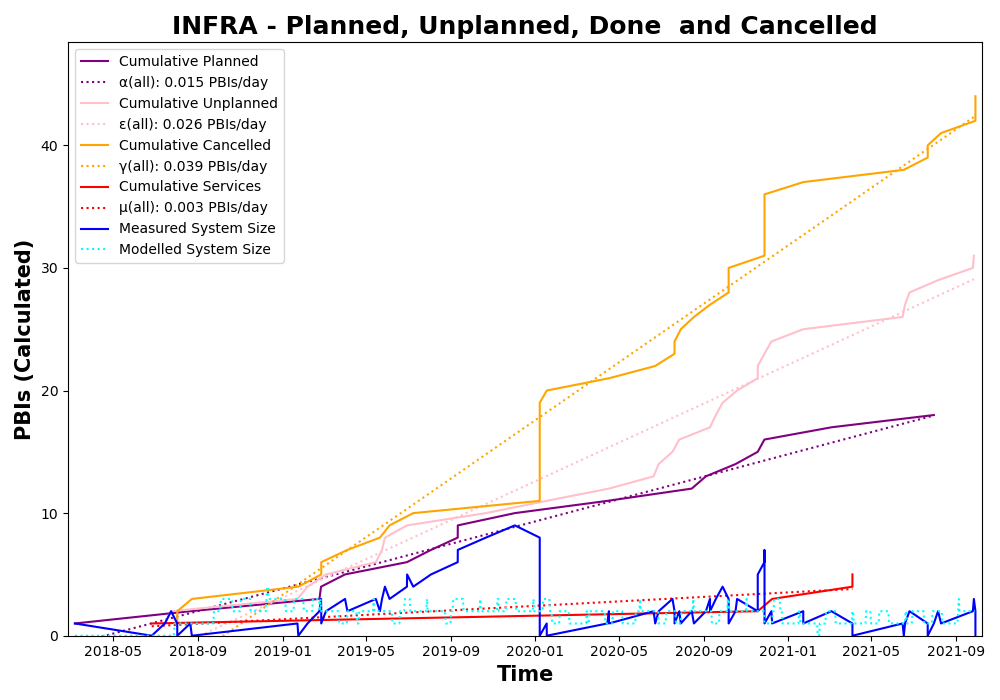 INFRA - Planned, Unplanned, Done  and Cancelled
Cumulative Planned
α(all): 0.015 PBIs/day
Cumulative Unplanned
ε(all): 0.026 PBIs/day
Cumulative Cancelled
γ(all): 0.039 PBIs/day
Cumulative Services
μ(all): 0.003 PBIs/day
Measured System Size
Modelled System Size
PBIs (Calculated)
40
30
20
10
0
2018-05 2018-09 2019-01 2019-05 2019-09 2020-01 2020-05 2020-09 2021-01 2021-05 2021-09
Time